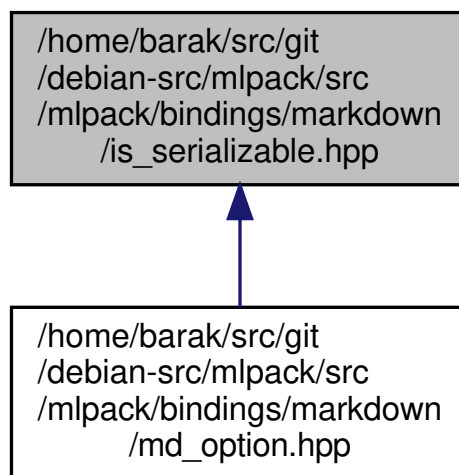 /home/barak/src/git
/debian-src/mlpack/src
/mlpack/bindings/markdown
/is_serializable.hpp
/home/barak/src/git
/debian-src/mlpack/src
/mlpack/bindings/markdown
/md_option.hpp